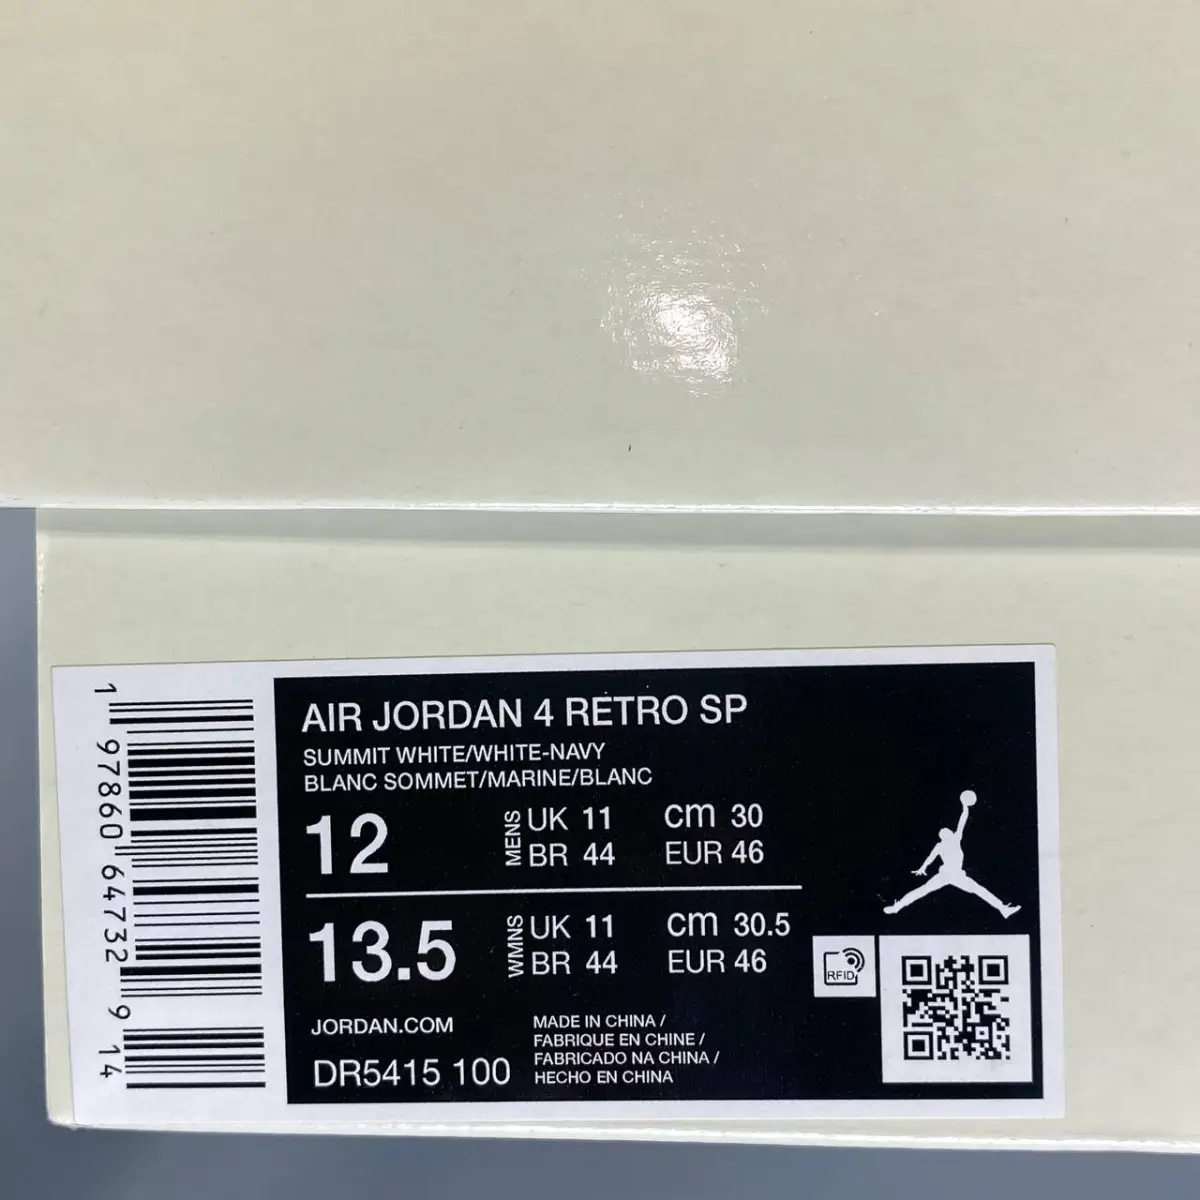 AIR JORDAN 4 RETRO SP
SUMMIT WHITE/WHITE-NAVY
BLANC SOMMET/MARINE/BLANC
12 MENS UK 11 cm 30
BR 44 EUR 46
13.5 WMNS UK 11 cm 30.5
BR 44 EUR 46
RFID
JORDAN.COM
DR5415 100
MADE IN CHINA /
FABRIQUE EN CHINE /
FABRICADO NA CHINA /
HECHO EN CHINA
1 97860 64732 9 14